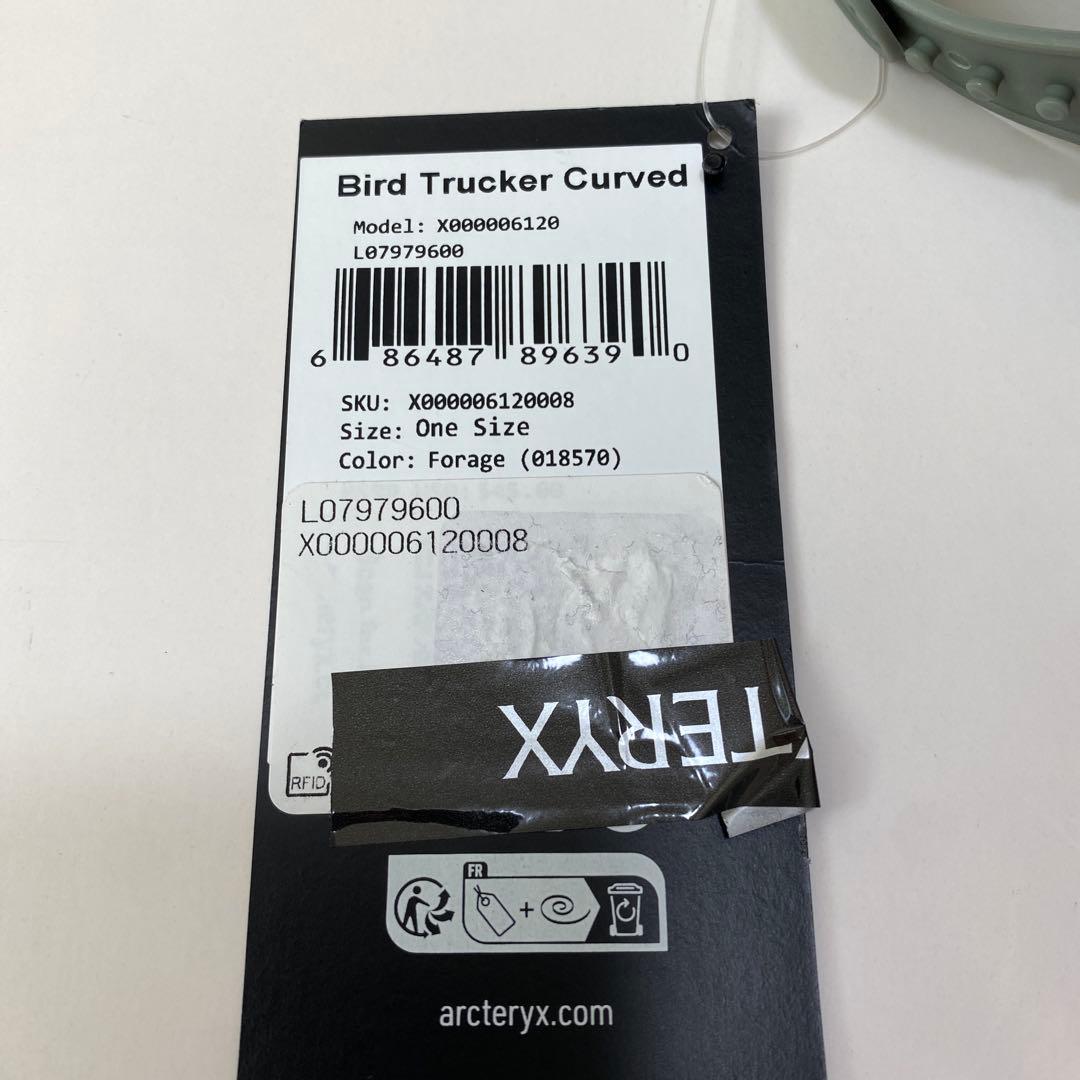 Bird Trucker Curved
Model: X000006120
L07979600
6 86487 89639 0
SKU: X000006120008
Size: One Size
Color: Forage (018570)
L07979600
X000006120008
TERYX
RFID
FR
arcteryx.com